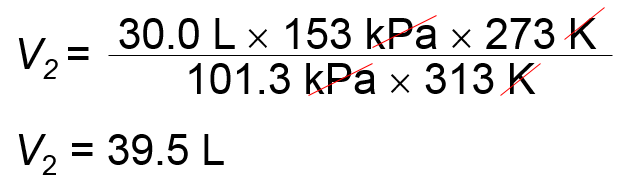 V₂ = 30.0 L × 153 kPa × 273 K
101.3 kPa × 313 K
V₂ = 39.5 L